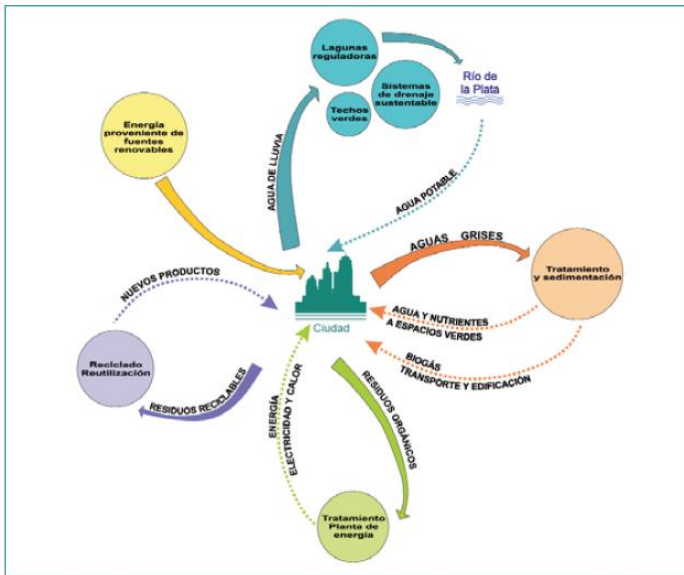 Lagunas
reguladoras
Sistemas
de drenaje
sustentable
Techos
verdes
Río de
la Plata
Energía
proveniente de
fuentes
renovables
AGUA DE LLUVIA
AGUA POTABLE
AGUAS GRISES
Tratamiento
y sedimentación
NUEVOS PRODUCTOS
Ciudad
AGUA Y NUTRIENTES
A ESPACIOS VERDES
BIOGÁS
TRANSPORTE Y EDIFICACIÓN
Reciclado
Reutilización
RESIDUOS RECICLABLES
ENERGÍA
ELECTRICIDAD Y CALOR
RESIDUOS ORGÁNICOS
Tratamiento
Planta de
energía